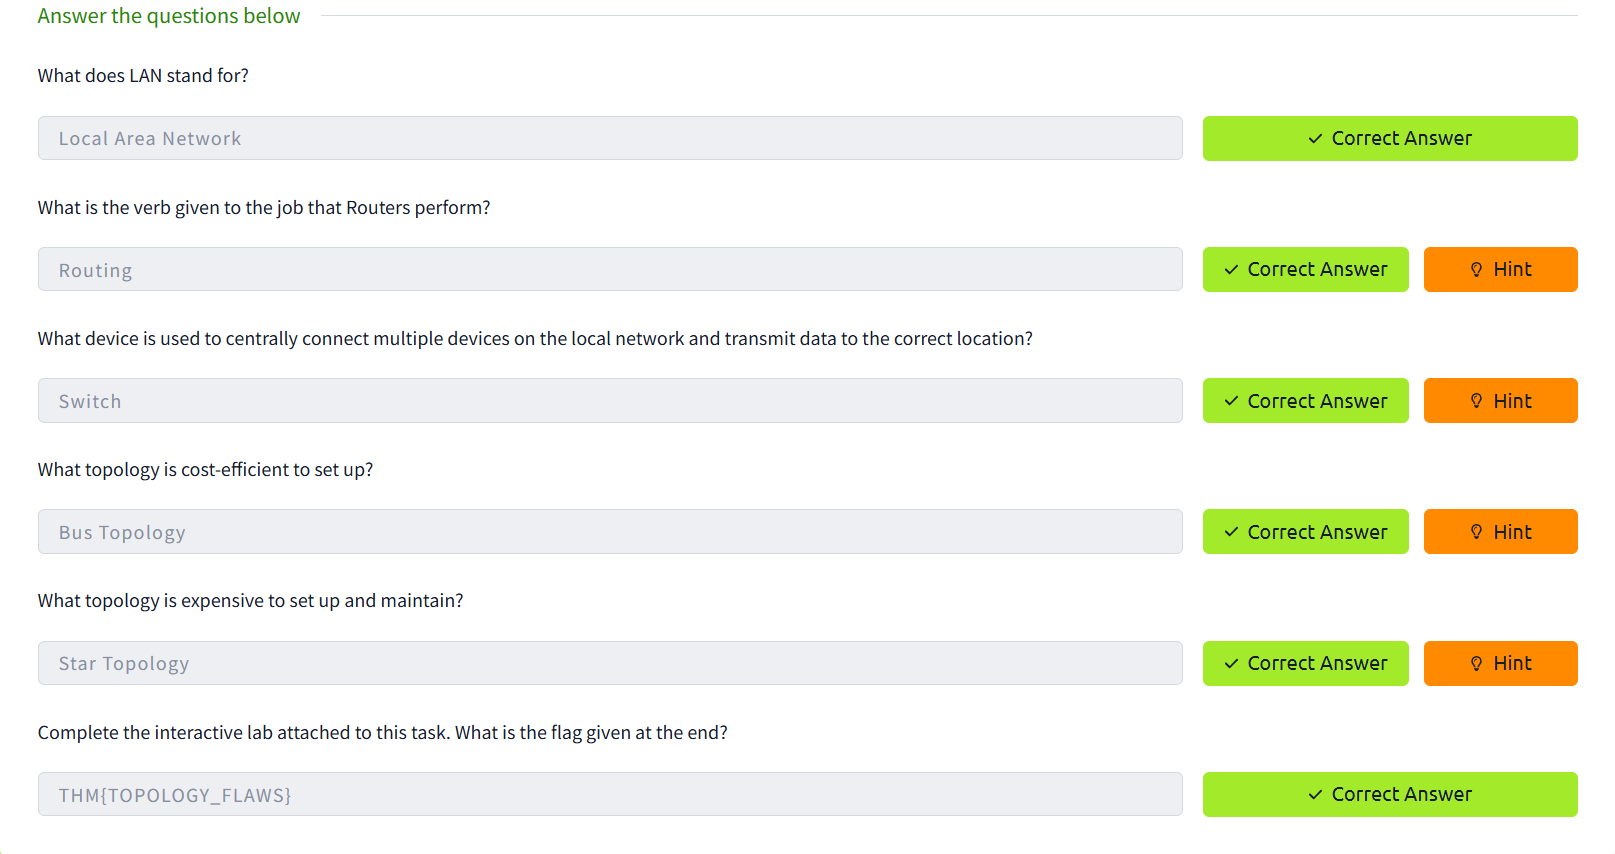 Answer the questions below
What does LAN stand for?
Local Area Network
Correct Answer
What is the verb given to the job that Routers perform?
Routing
Correct Answer
Hint
What device is used to centrally connect multiple devices on the local network and transmit data to the correct location?
Switch
Correct Answer
Hint
What topology is cost-efficient to set up?
Bus Topology
Correct Answer
Hint
What topology is expensive to set up and maintain?
Star Topology
Correct Answer
Hint
Complete the interactive lab attached to this task. What is the flag given at the end?
THM{TOPOLOGY_FLAWS}
Correct Answer